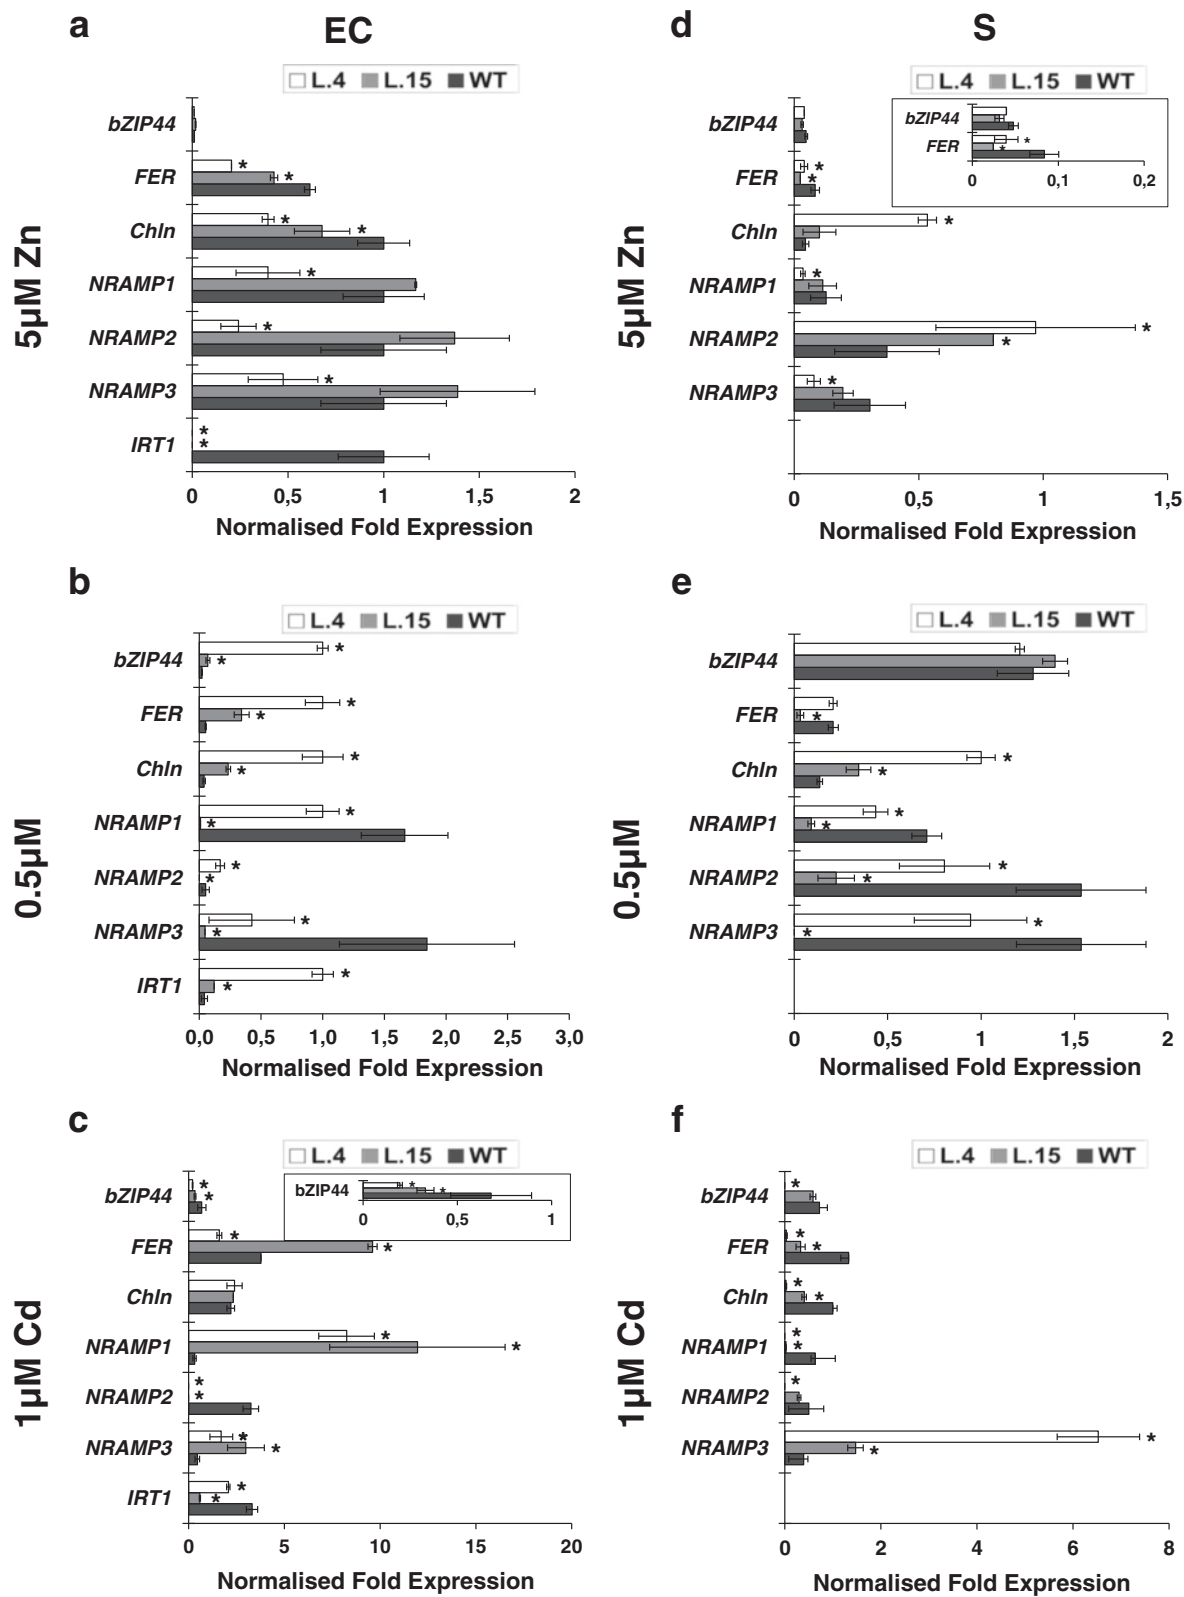 a
EC
L.4 L.15 WT
bZIP44
*
FER
*
*
Chln
*
*
NRAMP1
*
NRAMP2
*
NRAMP3
*
*
IRT1
*
5µM Zn
0 0,5 1 1,5 2
Normalised Fold Expression
d
S
L.4 L.15 WT
bZIP44
FER
*
*
Chln
*
NRAMP1
*
NRAMP2
*
*
NRAMP3
*
5µM Zn
bZIP44
FER
*
*
0 0,1 0,2
0 0,5 1 1,5
Normalised Fold Expression
b
L.4 L.15 WT
bZIP44
*
*
FER
*
*
Chln
*
*
NRAMP1
*
*
NRAMP2
*
*
NRAMP3
*
*
IRT1
*
*
0.5µM
0,0 0,5 1,0 1,5 2,0 2,5 3,0
Normalised Fold Expression
e
L.4 L.15 WT
bZIP44
FER
*
Chln
*
*
NRAMP1
*
*
NRAMP2
*
*
NRAMP3
*
*
0.5µM
0 0,5 1 1,5 2
Normalised Fold Expression
c
L.4 L.15 WT
bZIP44
*
*
FER
*
*
Chln
NRAMP1
*
*
NRAMP2
*
*
NRAMP3
*
*
IRT1
*
*
1µM Cd
bZIP44
*
*
0 0,5 1
0 5 10 15 20
Normalised Fold Expression
f
L.4 L.15 WT
bZIP44
*
FER
*
*
Chln
*
*
NRAMP1
*
*
NRAMP2
*
NRAMP3
*
*
1µM Cd
0 2 4 6 8
Normalised Fold Expression